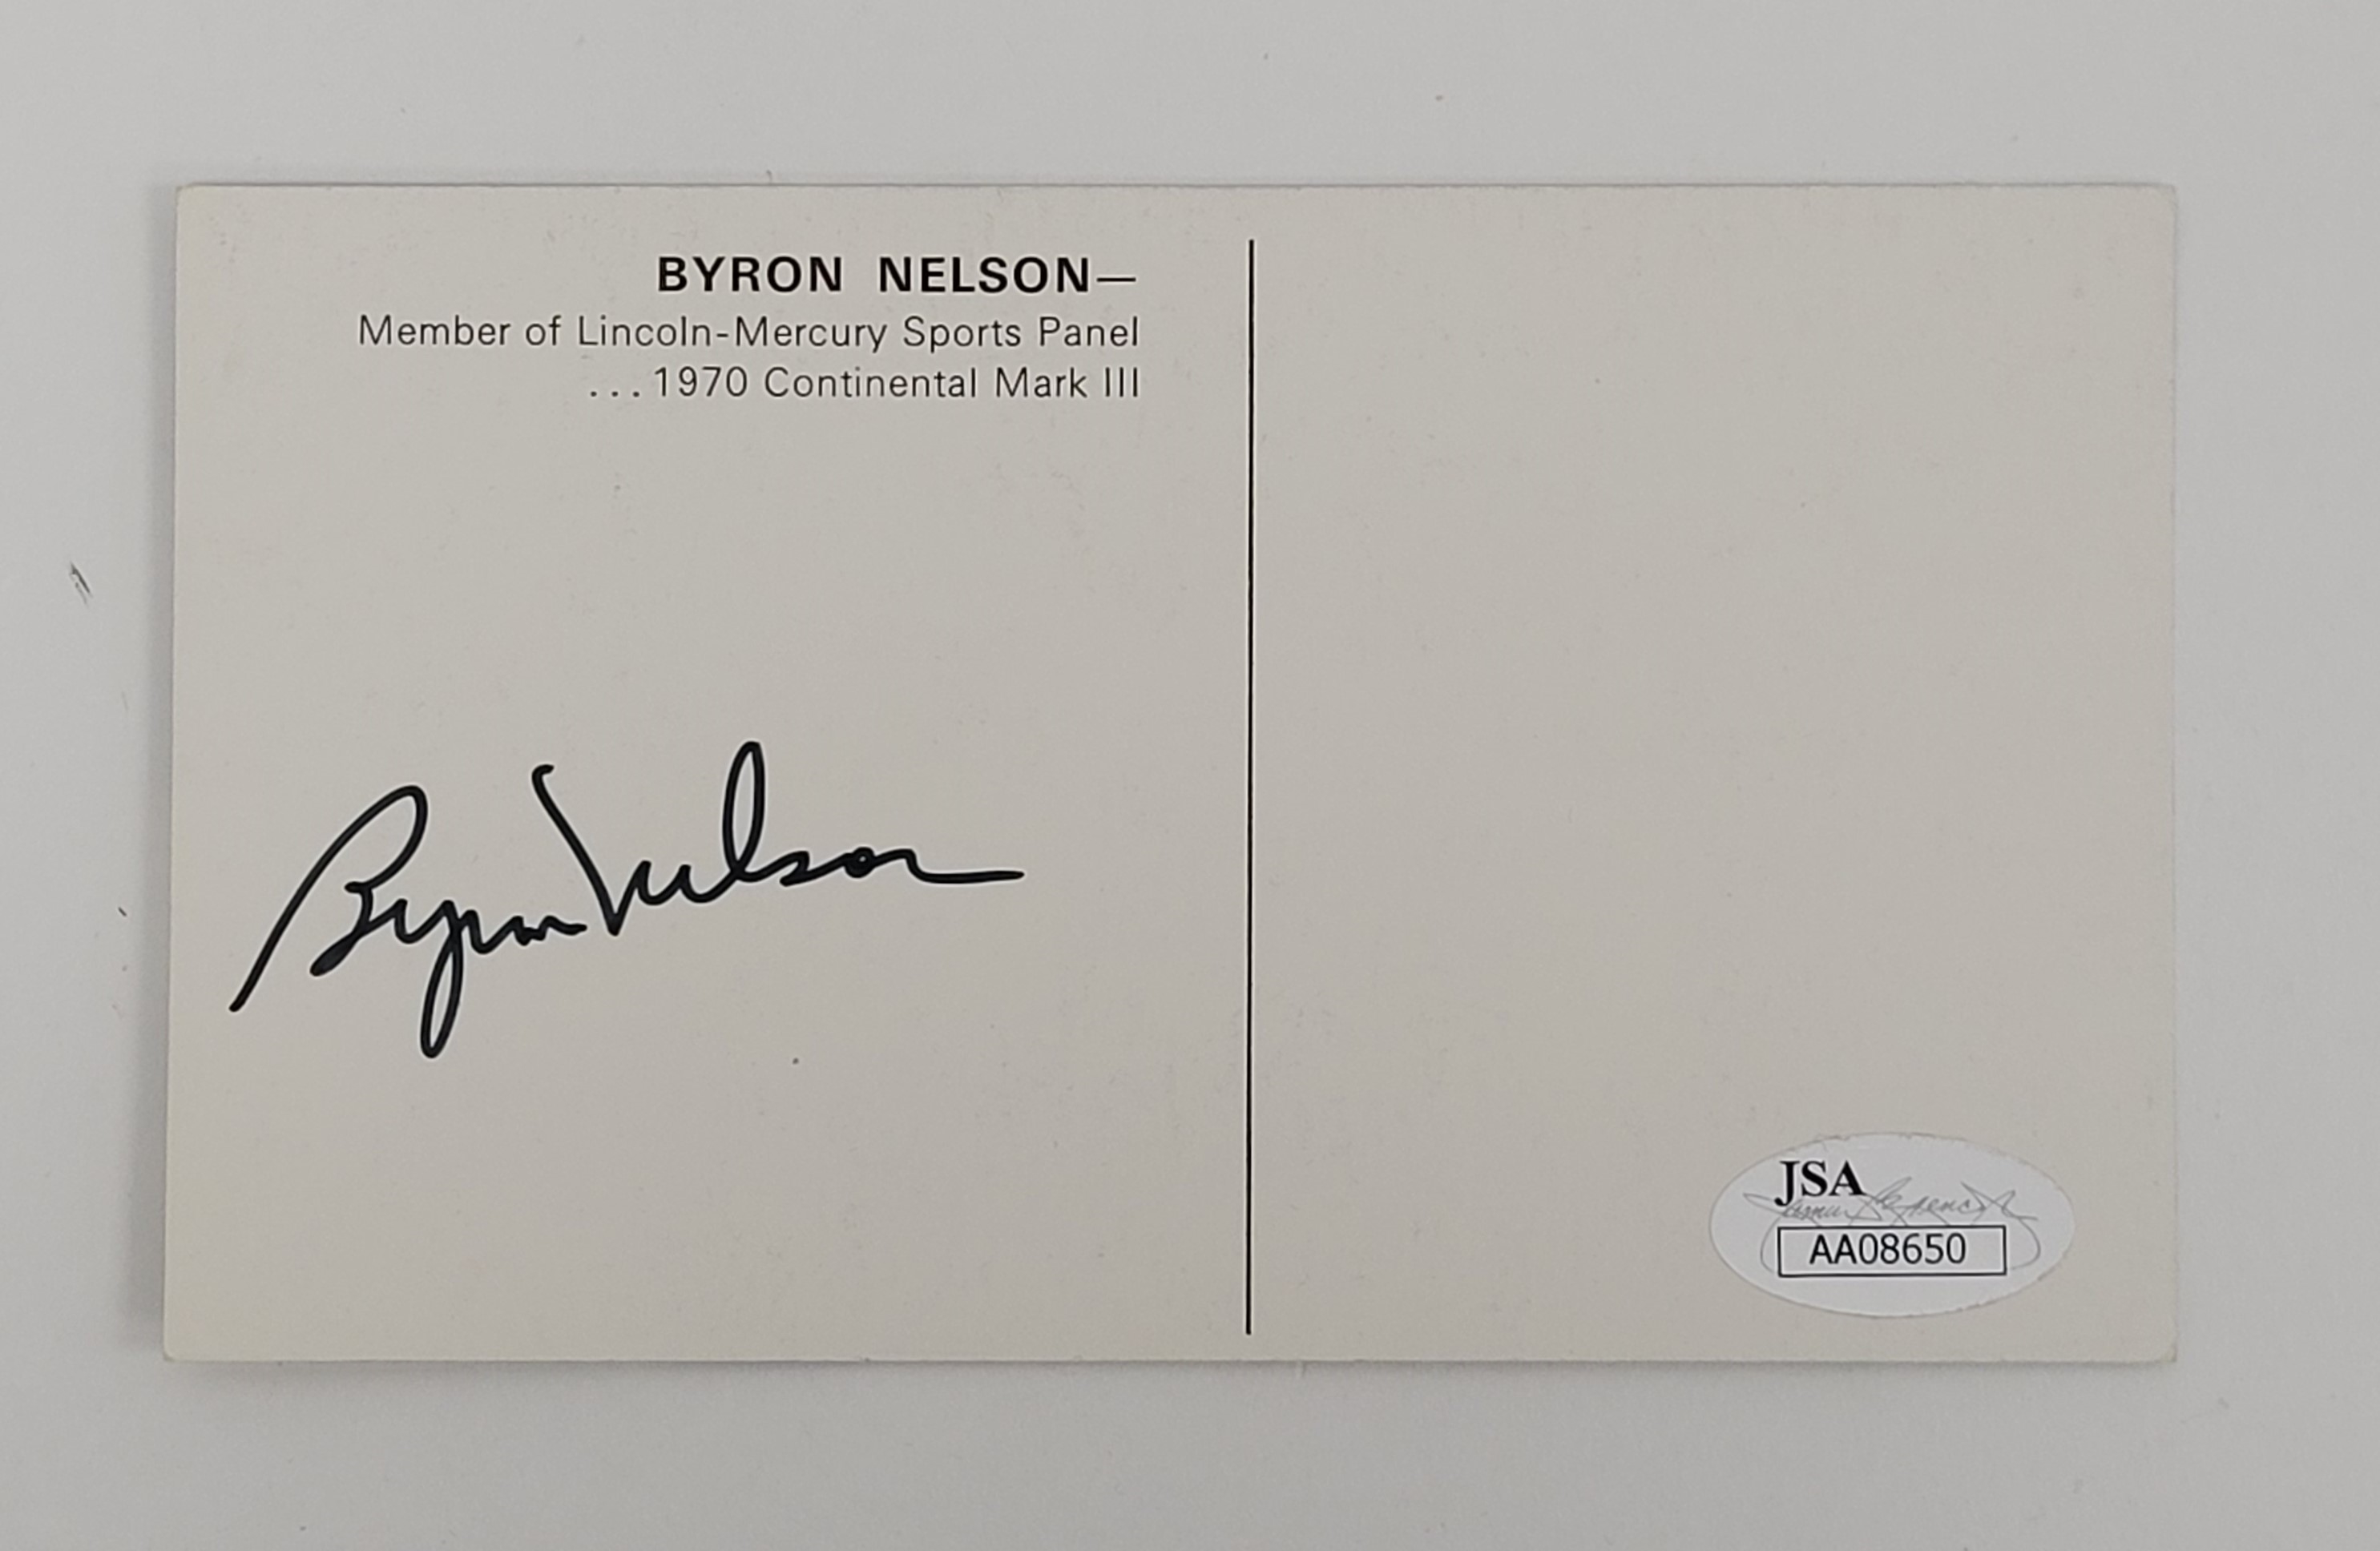 BYRON NELSON—
Member of Lincoln-Mercury Sports Panel
...1970 Continental Mark III
Byron Nelson
JSA
AA08650